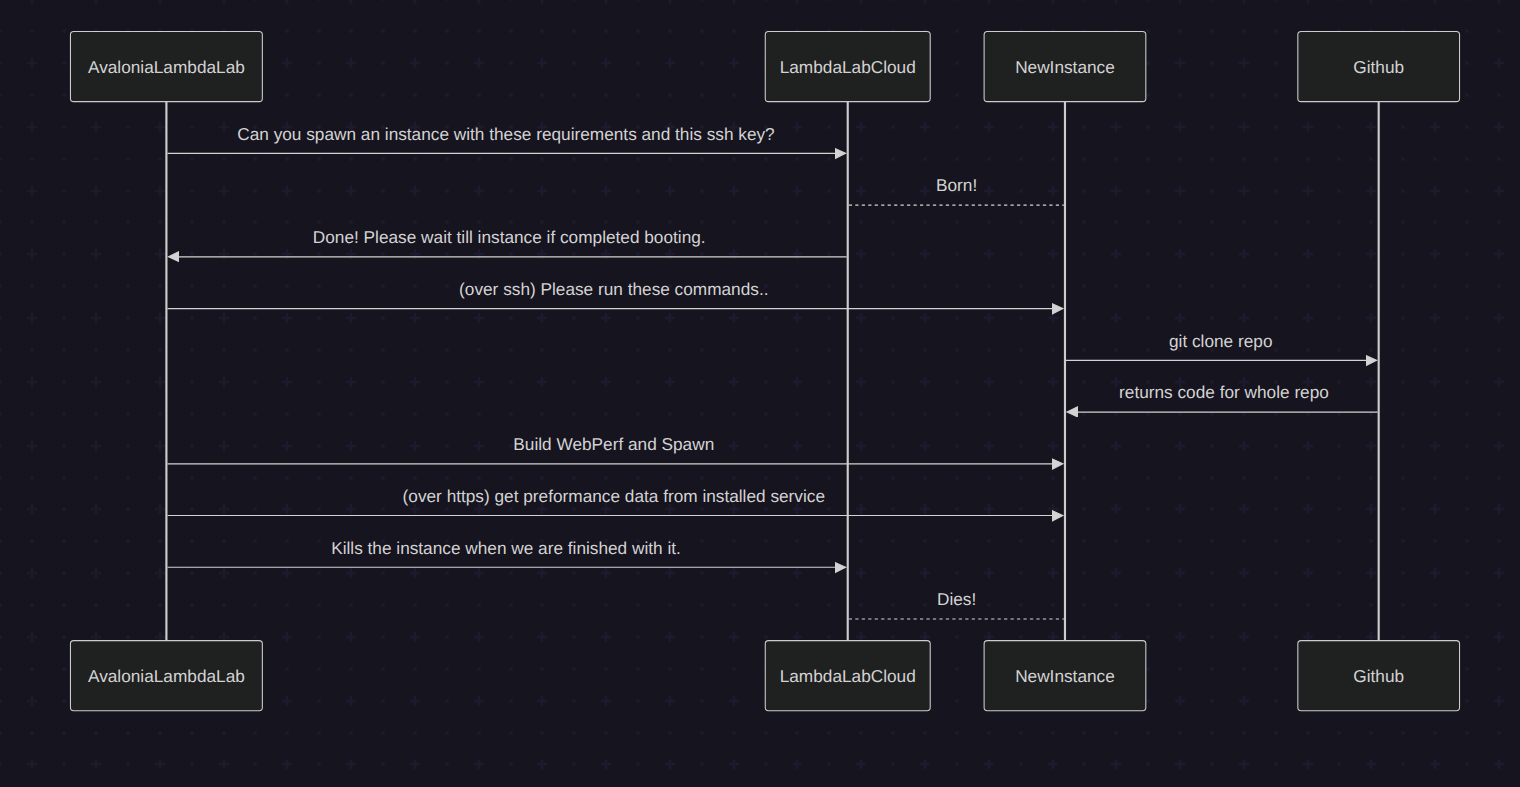 AvaloniaLambdaLab
LambdaLabCloud
NewInstance
Github
Can you spawn an instance with these requirements and this ssh key?
Born!
Done! Please wait till instance if completed booting.
(over ssh) Please run these commands..
git clone repo
returns code for whole repo
Build WebPerf and Spawn
(over https) get preformance data from installed service
Kills the instance when we are finished with it.
Dies!
AvaloniaLambdaLab
LambdaLabCloud
NewInstance
Github